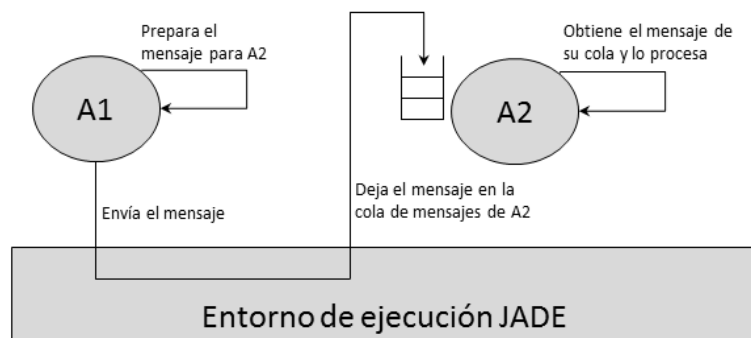 Prepara el
mensaje para A2
A1
Envía el mensaje
Deja el mensaje en la
cola de mensajes de A2
Obtiene el mensaje de
su cola y lo procesa
A2
Entorno de ejecución JADE